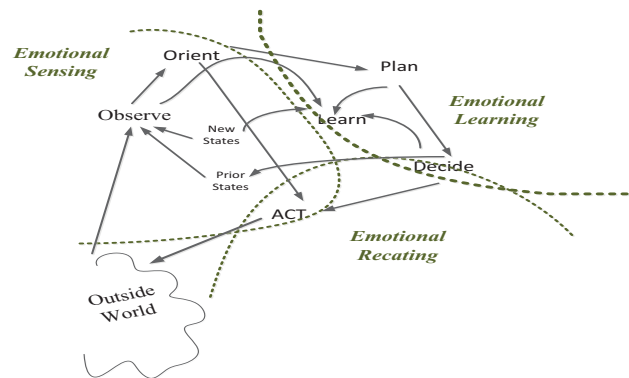 Emotional
Sensing
Orient
Plan
Observe
Emotional
Learning
New
States
Learn
Prior
States
Decide
ACT
Emotional
Recating
Outside
World